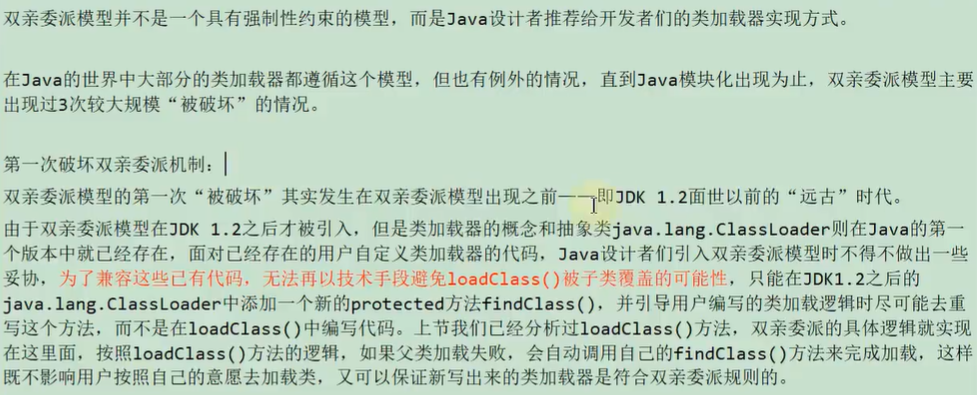 双亲委派模型并不是一个具有强制性约束的模型，而是Java设计者推荐给开发者们的类加载器实现方式。
在Java的世界中大部分的类加载器都遵循这个模型，但也有例外的情况，直到Java模块化出现为止，双亲委派模型主要
出现过3次较大规模“被破坏”的情况。
第一次破坏双亲委派机制：
双亲委派模型的第一次“被破坏”其实发生在双亲委派模型出现之前——即JDK 1.2面世以前的“远古”时代。
由于双亲委派模型在JDK 1.2之后才被引入，但是类加载器的概念和抽象类java.lang.ClassLoader则在Java的第一
个版本中就已经存在，面对已经存在的用户自定义类加载器的代码，Java设计者们引入双亲委派模型时不得不做出一些
妥协，为了兼容这些已有代码，无法再以技术手段避免loadClass()被子类覆盖的可能性，只能在JDK1.2之后的
java.lang.ClassLoader中添加一个新的protected方法findClass()，并引导用户编写的类加载逻辑时尽可能去重
写这个方法，而不是在loadClass()中编写代码。上节我们已经分析过loadClass()方法，双亲委派的具体逻辑就实现
在这里面，按照loadClass()方法的逻辑，如果父类加载失败，会自动调用自己的findClass()方法来完成加载，这样
既不影响用户按照自己的意愿去加载类，又可以保证新写出来的类加载器是符合双亲委派规则的。